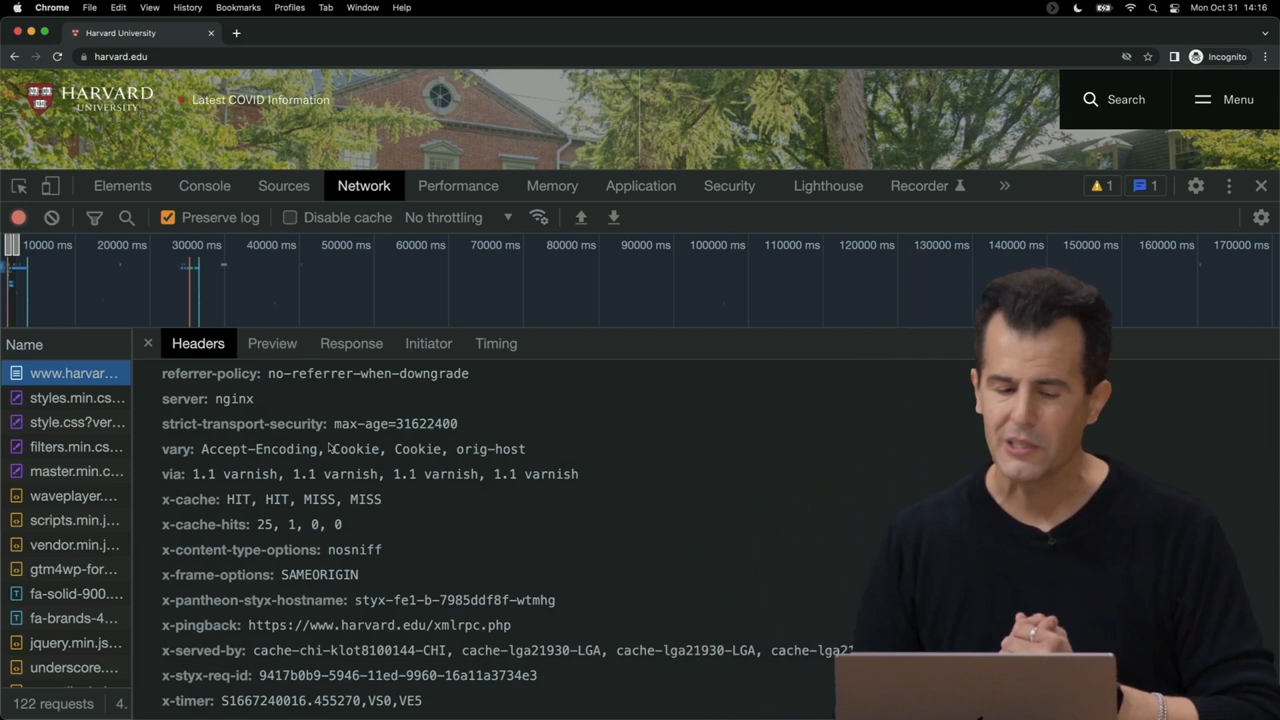 Chrome File Edit View History Bookmarks Profiles Tab Window Help Mon Oct 31 14:16
Harvard University
harvard.edu Incognito
HARVARD
UNIVERSITY
Latest COVID Information
Search Menu
Elements Console Sources Network Performance Memory Application Security Lighthouse Recorder 1 1
Preserve log Disable cache No throttling
10000 ms 20000 ms 30000 ms 40000 ms 50000 ms 60000 ms 70000 ms 80000 ms 90000 ms 100000 ms 110000 ms 120000 ms 130000 ms 140000 ms 150000 ms 160000 ms 170000 ms
Name Headers Preview Response Initiator Timing
www.harvar...
styles.min.cs...
style.css?ver...
filters.min.cs...
master.min.c...
waveplayer....
scripts.min.j...
vendor.min.j...
gtm4wp-for...
fa-solid-900....
fa-brands-4...
jquery.min.js...
underscore....
122 requests 4.
referrer-policy: no-referrer-when-downgrade
server: nginx
strict-transport-security: max-age=31622400
vary: Accept-Encoding, Cookie, Cookie, orig-host
via: 1.1 varnish, 1.1 varnish, 1.1 varnish, 1.1 varnish
x-cache: HIT, HIT, MISS, MISS
x-cache-hits: 25, 1, 0, 0
x-content-type-options: nosniff
x-frame-options: SAMEORIGIN
x-pantheon-styx-hostname: styx-fe1-b-7985ddf8f-wtmhg
x-pingback: https://www.harvard.edu/xmlrpc.php
x-served-by: cache-chi-klot8100144-CHI, cache-lga21930-LGA, cache-lga21930-LGA, cache-lga21
x-styx-req-id: 9417b0b9-5946-11ed-9960-16a11a3734e3
x-timer: S1667240016.455270,VS0,VE5